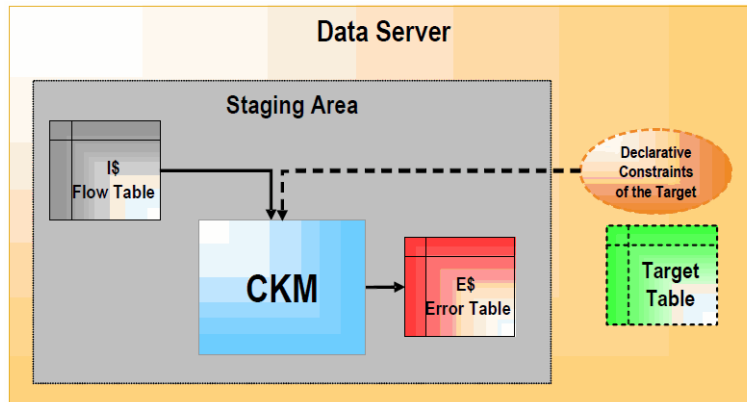 Data Server
Staging Area
I$
Flow Table
Declarative
Constraints
of the Target
CKM
E$
Error Table
Target
Table